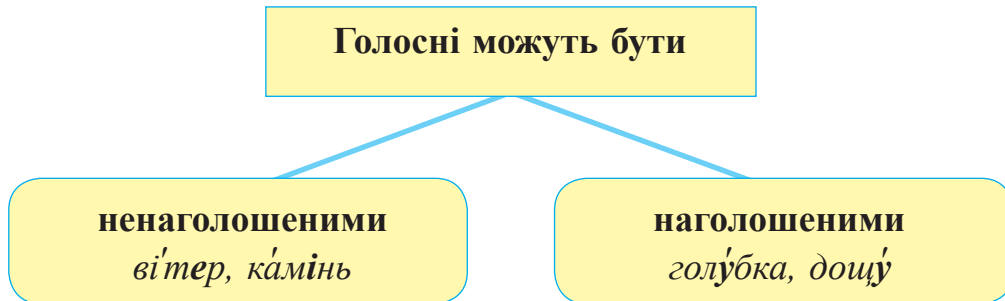 Голосні можуть бути
ненаголошеними
ві́тер, ка́мінь
наголошеними
голу́бка, дощу́